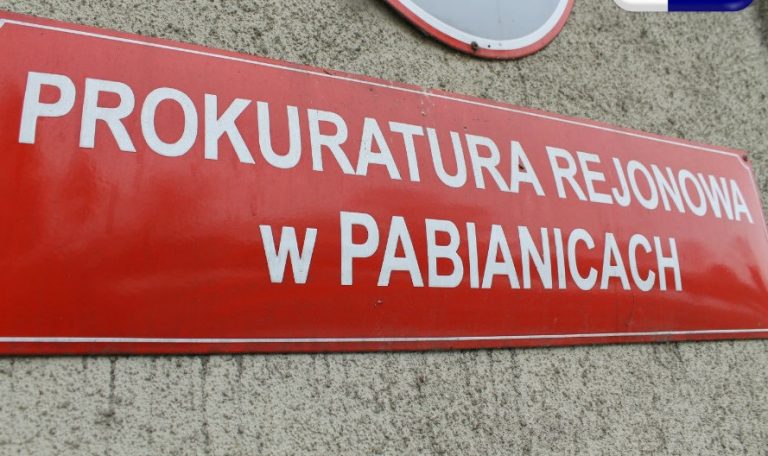 PROKURATURA REJONOWA
w PABIANICACH